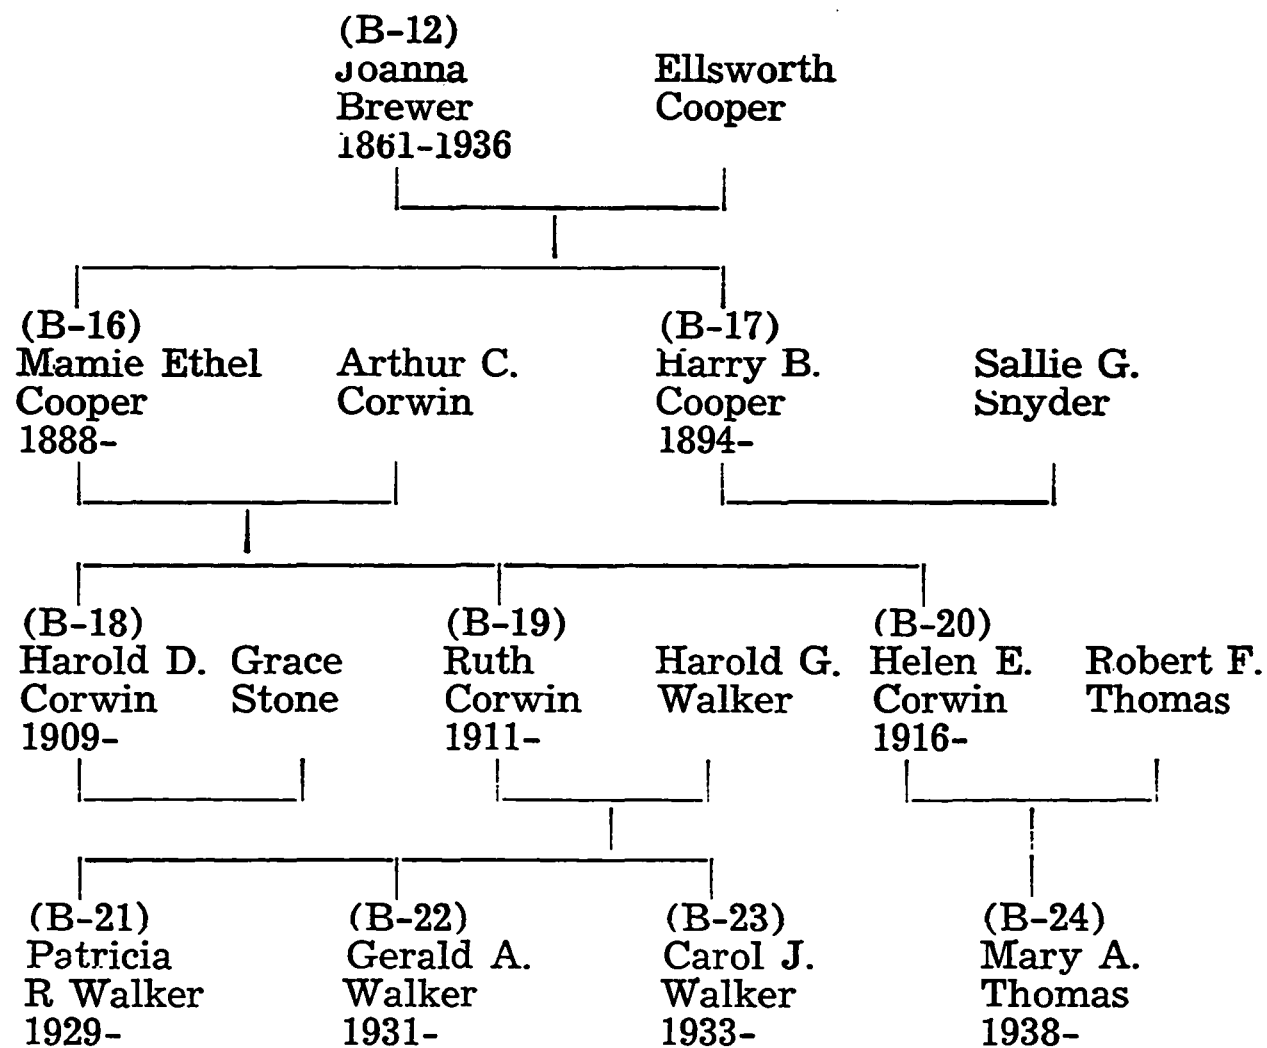 (B-12)
Joanna
Brewer
1861-1936
Ellsworth
Cooper
(B-16)
Mamie Ethel
Cooper
1888-
Arthur C.
Corwin
(B-17)
Harry B.
Cooper
1894-
Sallie G.
Snyder
(B-18)
Harold D.
Corwin
1909-
Grace
Stone
(B-19)
Ruth
Corwin
1911-
Harold G.
Walker
(B-20)
Helen E.
Corwin
1916-
Robert F.
Thomas
(B-21)
Patricia
R Walker
1929-
(B-22)
Gerald A.
Walker
1931-
(B-23)
Carol J.
Walker
1933-
(B-24)
Mary A.
Thomas
1938-